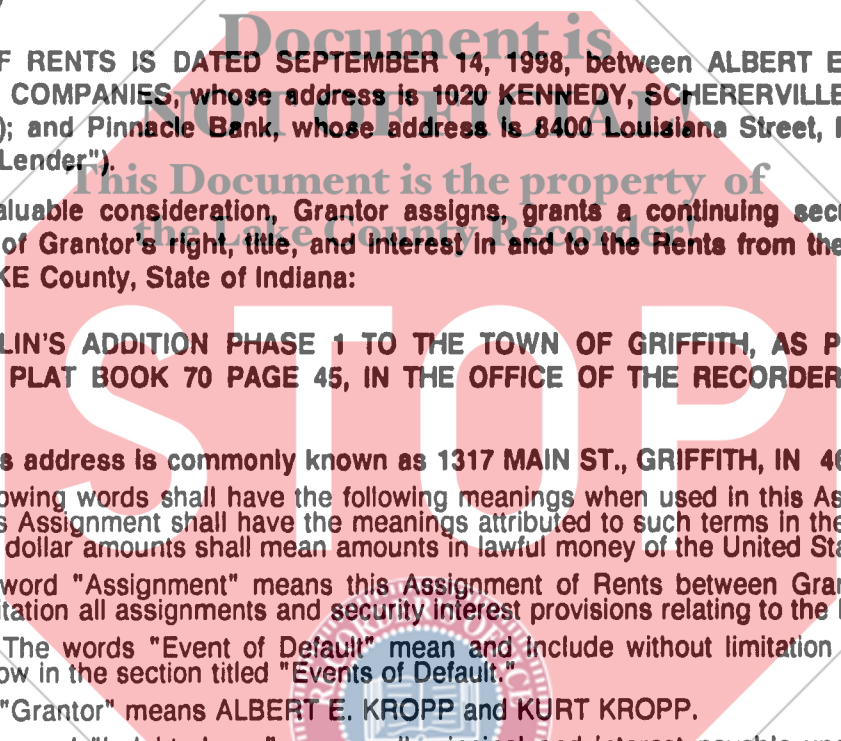 Document is
F RENTS IS DATED SEPTEMBER 14, 1998, between ALBERT E
COMPANIES, whose address is 1020 KENNEDY, SCHERERVILLE
NOT OFFICIAL!
); and Pinnacle Bank, whose address is 8400 Louisiana Street,
Lender").
This Document is the property of
aluable consideration, Grantor assigns, grants a continuing sec
the Lake County Recorder!
of Grantor's right, title, and interest in and to the Rents from the
KE County, State of Indiana:
STOP
LIN'S ADDITION PHASE 1 TO THE TOWN OF GRIFFITH, AS P
PLAT BOOK 70 PAGE 45, IN THE OFFICE OF THE RECORDER
s address is commonly known as 1317 MAIN ST., GRIFFITH, IN 46
owing words shall have the following meanings when used in this As
s Assignment shall have the meanings attributed to such terms in the
dollar amounts shall mean amounts in lawful money of the United Sta
word "Assignment" means this Assignment of Rents between Gra
itation all assignments and security interest provisions relating to the
The words "Event of Default" mean and include without limitation
ow in the section titled "Events of Default."
"Grantor" means ALBERT E. KROPP and KURT KROPP.